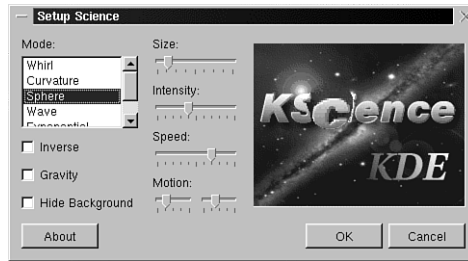 Setup Science
Mode:
Whirl
Curvature
Sphere
Wave
Exponential
Inverse
Gravity
Hide Background
Size:
Intensity:
Speed:
Motion:
KScience
KDE
About
OK
Cancel